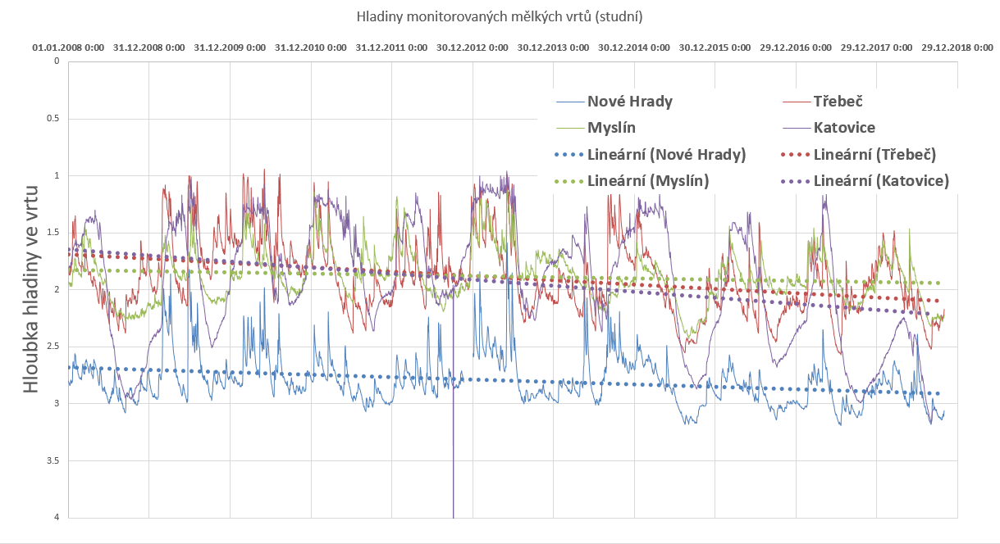 Hladiny monitorovaných mělkých vrtů (studní)
01.01.2008 0:00 31.12.2008 0:00 31.12.2009 0:00 31.12.2010 0:00 31.12.2011 0:00 30.12.2012 0:00 30.12.2013 0:00 30.12.2014 0:00 30.12.2015 0:00 29.12.2016 0:00 29.12.2017 0:00 29.12.2018 0:00
0
0.5
1
1.5
2
2.5
3
3.5
4
Hloubka hladiny ve vrtu
Nové Hrady Třebeč
Myslín Katovice
Lineární (Nové Hrady) Lineární (Třebeč)
Lineární (Myslín) Lineární (Katovice)